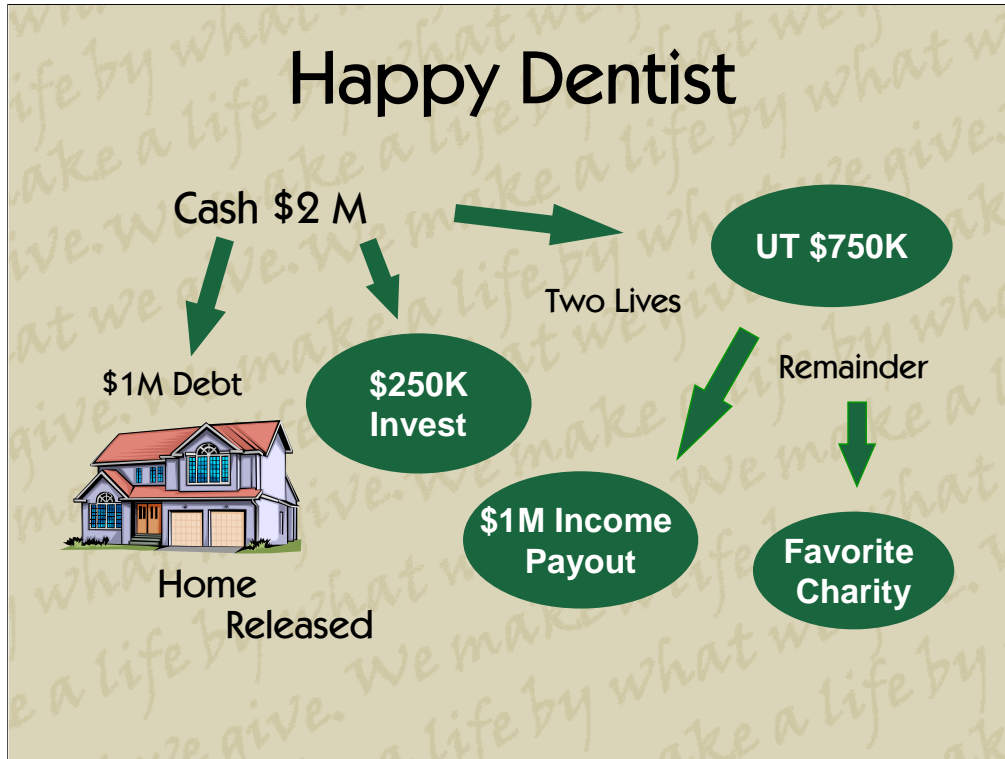 Happy Dentist
Cash $2 M
UT $750K
Two Lives
Remainder
$1M Debt
$250K
Invest
$1M Income
Payout
Favorite
Charity
Home
Released